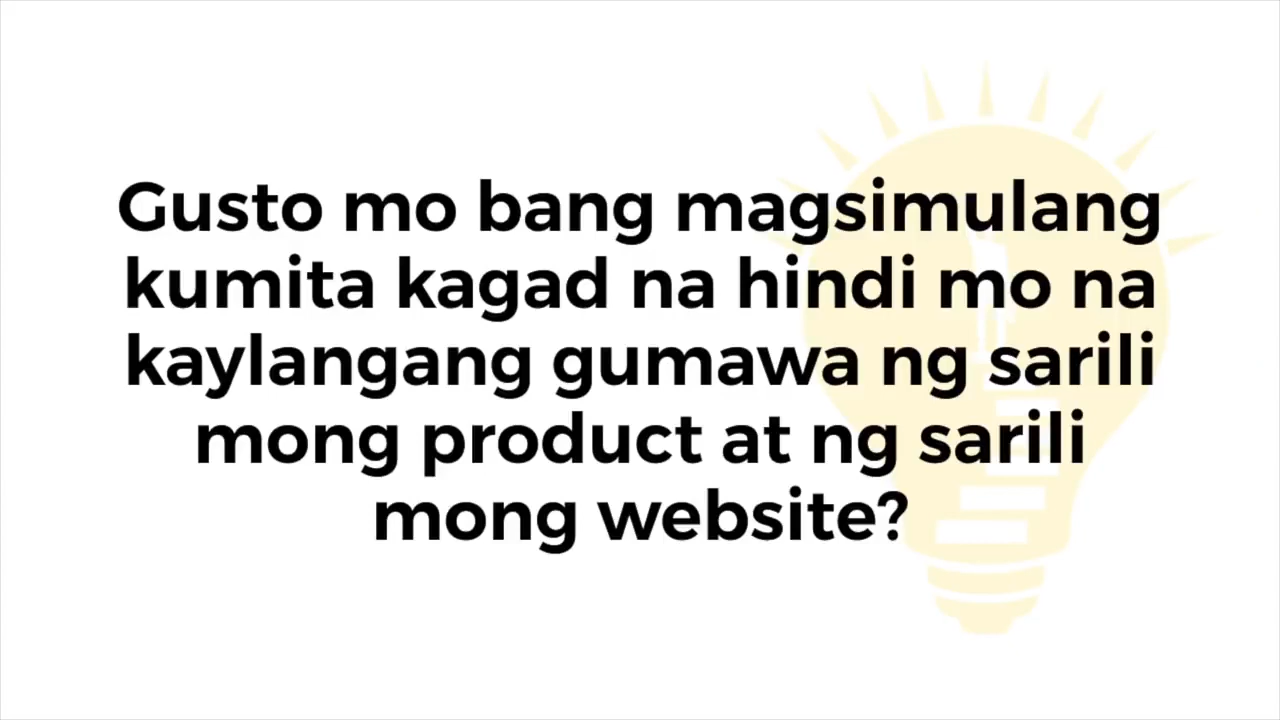 Gusto mo bang magsimulang
kumita kagad na hindi mo na
kaylangang gumawa ng sarili
mong product at ng sarili
mong website?